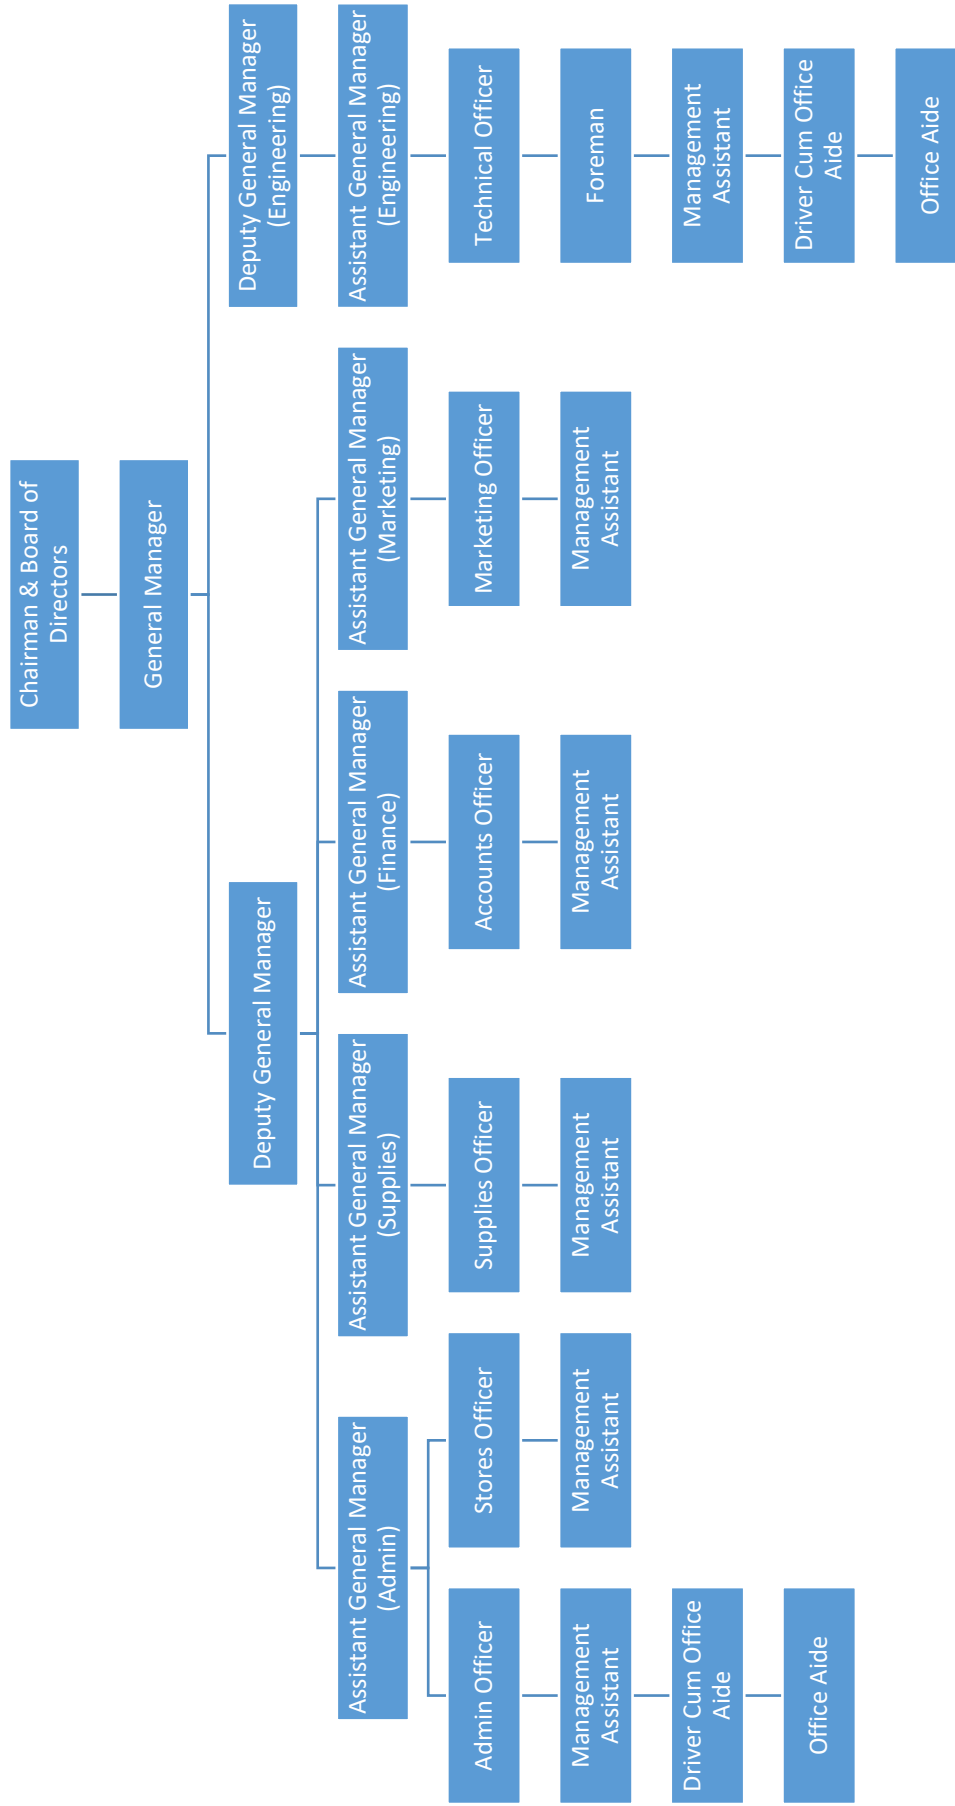 Chairman & Board of
Directors
General Manager
Deputy General Manager
Deputy General Manager
(Engineering)
Assistant General Manager
(Admin)
Assistant General Manager
(Supplies)
Assistant General Manager
(Finance)
Assistant General Manager
(Marketing)
Assistant General Manager
(Engineering)
Admin Officer
Stores Officer
Supplies Officer
Accounts Officer
Marketing Officer
Technical Officer
Management
Assistant
Management
Assistant
Management
Assistant
Management
Assistant
Management
Assistant
Foreman
Driver Cum Office
Aide
Management
Assistant
Office Aide
Driver Cum Office
Aide
Office Aide